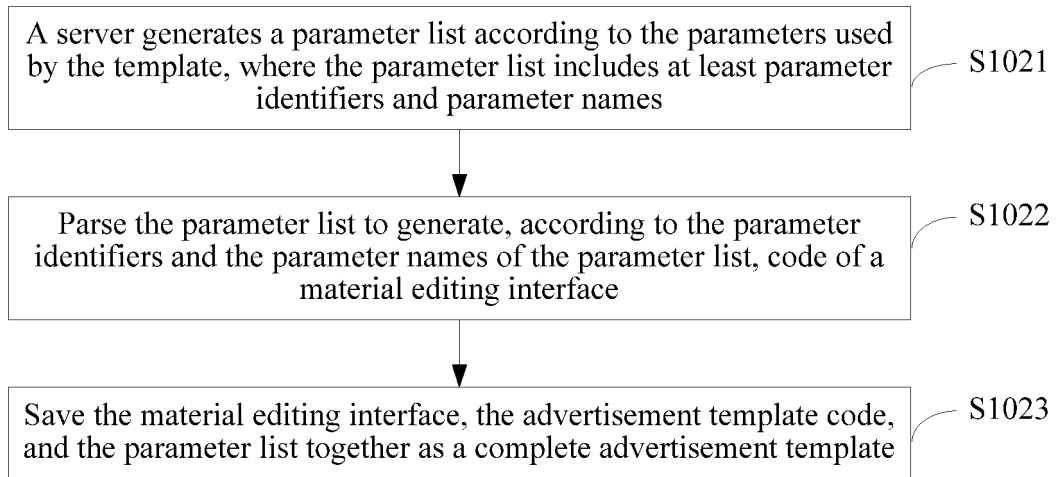 A server generates a parameter list according to the parameters used
by the template, where the parameter list includes at least parameter
identifiers and parameter names
S1021
Parse the parameter list to generate, according to the parameter
identifiers and the parameter names of the parameter list, code of a
material editing interface
S1022
Save the material editing interface, the advertisement template code,
and the parameter list together as a complete advertisement template
S1023